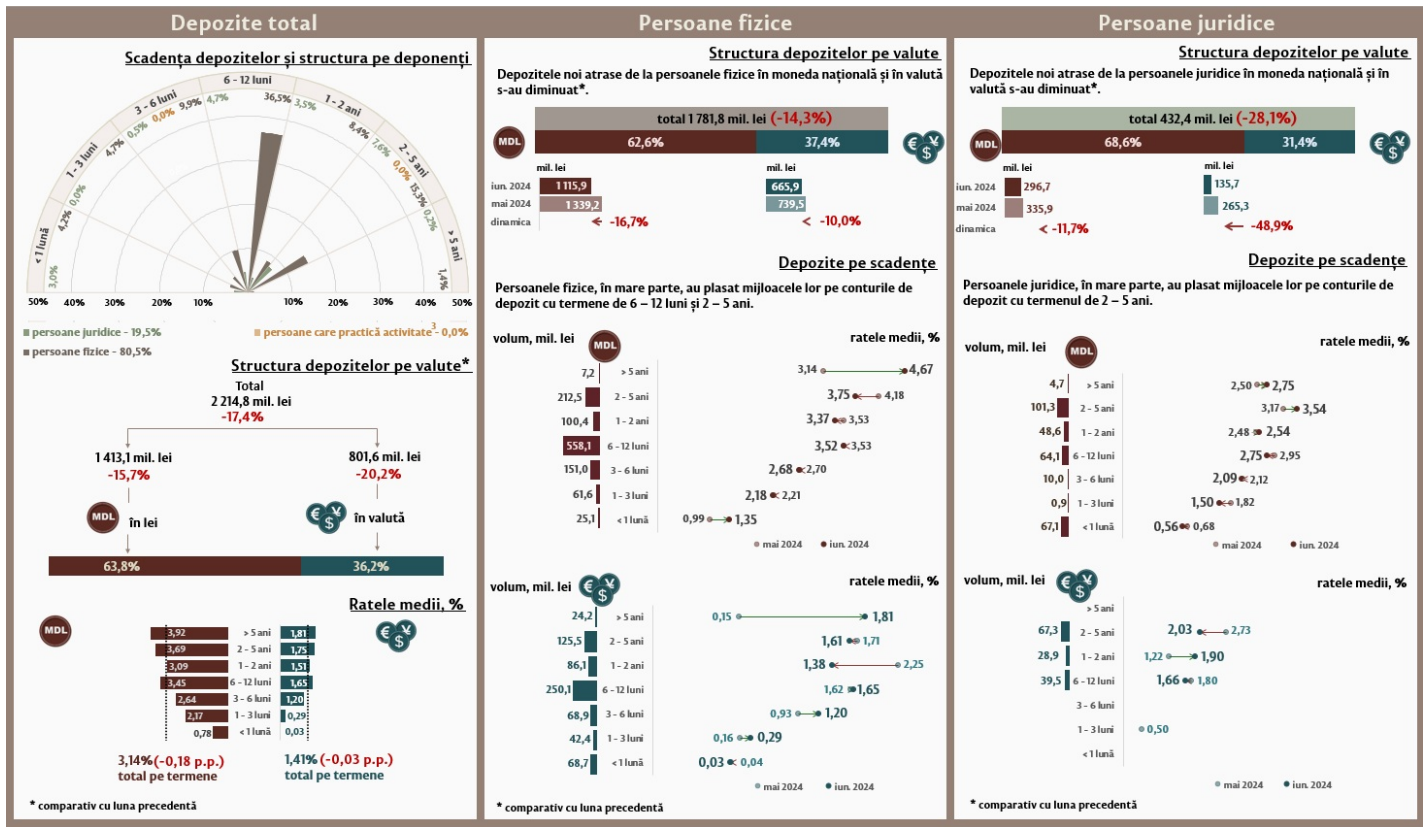 Depozite total
Scadența depozitelor și structura pe deponenți
6 - 12 luni
3 - 6 luni
1 - 2 ani
1 - 3 luni
2 - 5 ani
< 1 lună
> 5 ani
3,0%
4,2%
0,0%
4,7%
0,5%
0,0%
9,9%
4,7%
36,5%
3,5%
8,4%
7,6%
0,0%
15,3%
0,2%
1,4%
50% 40% 30% 20% 10% 10% 20% 30% 40% 50%
persoane juridice - 19,5%
persoane care practică activitate³ - 0,0%
persoane fizice - 80,5%
Structura depozitelor pe valute*
Total
2 214,8 mil. lei
-17,4%
1 413,1 mil. lei
-15,7%
801,6 mil. lei
-20,2%
MDL
în lei
€ ¥ $
în valută
63,8%
36,2%
Ratele medii, %
MDL
€ ¥ $
3,92 > 5 ani 1,81
3,69 2 - 5 ani 1,75
3,09 1 - 2 ani 1,51
3,45 6 - 12 luni 1,65
2,64 3 - 6 luni 1,20
2,17 1 - 3 luni 0,29
0,78 < 1 lună 0,03
3,14% (-0,18 p.p.)
total pe termene
1,41% (-0,03 p.p.)
total pe termene
* comparativ cu luna precedentă
Persoane fizice
Structura depozitelor pe valute
Depozitele noi atrase de la persoanele fizice în moneda națională și în valută
s-au diminuat*.
total 1 781,8 mil. lei (-14,3%)
MDL
62,6%
37,4%
€ ¥ $
mil. lei
mil. lei
iun. 2024 1 115,9 665,9
mai 2024 1 339,2 739,5
dinamica -16,7% -10,0%
Depozite pe scadențe
Persoanele fizice, în mare parte, au plasat mijloacele lor pe conturile de
depozit cu termene de 6 – 12 luni și 2 – 5 ani.
volum, mil. lei
MDL
ratele medii, %
7,2 > 5 ani 3,14 4,67
212,5 2 - 5 ani 3,75 4,18
100,4 1 - 2 ani 3,37 3,53
558,1 6 - 12 luni 3,52 3,53
151,0 3 - 6 luni 2,68 2,70
61,6 1 - 3 luni 2,18 2,21
25,1 < 1 lună 0,99 1,35
mai 2024 iun. 2024
volum, mil. lei
€ ¥ $
ratele medii, %
24,2 > 5 ani 0,15 1,81
125,5 2 - 5 ani 1,61 1,71
86,1 1 - 2 ani 1,38 2,25
250,1 6 - 12 luni 1,62 1,65
68,9 3 - 6 luni 0,93 1,20
42,4 1 - 3 luni 0,16 0,29
68,7 < 1 lună 0,03 0,04
mai 2024 iun. 2024
* comparativ cu luna precedentă
Persoane juridice
Structura depozitelor pe valute
Depozitele noi atrase de la persoanele juridice în moneda națională și în
valută s-au diminuat*.
total 432,4 mil. lei (-28,1%)
MDL
68,6%
31,4%
€ ¥ $
mil. lei
mil. lei
iun. 2024 296,7 135,7
mai 2024 335,9 265,3
dinamica -11,7% -48,9%
Depozite pe scadențe
Persoanele juridice, în mare parte, au plasat mijloacele lor pe conturile de
depozit cu termenul de 2 – 5 ani.
volum, mil. lei
MDL
ratele medii, %
4,7 > 5 ani 2,50 2,75
101,3 2 - 5 ani 3,17 3,54
48,6 1 - 2 ani 2,48 2,54
64,1 6 - 12 luni 2,75 2,95
10,0 3 - 6 luni 2,09 2,12
0,9 1 - 3 luni 1,50 1,82
67,1 < 1 lună 0,56 0,68
mai 2024 iun. 2024
volum, mil. lei
€ ¥ $
ratele medii, %
> 5 ani
67,3 2 - 5 ani 2,03 2,73
28,9 1 - 2 ani 1,22 1,90
39,5 6 - 12 luni 1,66 1,80
3 - 6 luni
1 - 3 luni 0,50
< 1 lună
mai 2024 iun. 2024
* comparativ cu luna precedentă